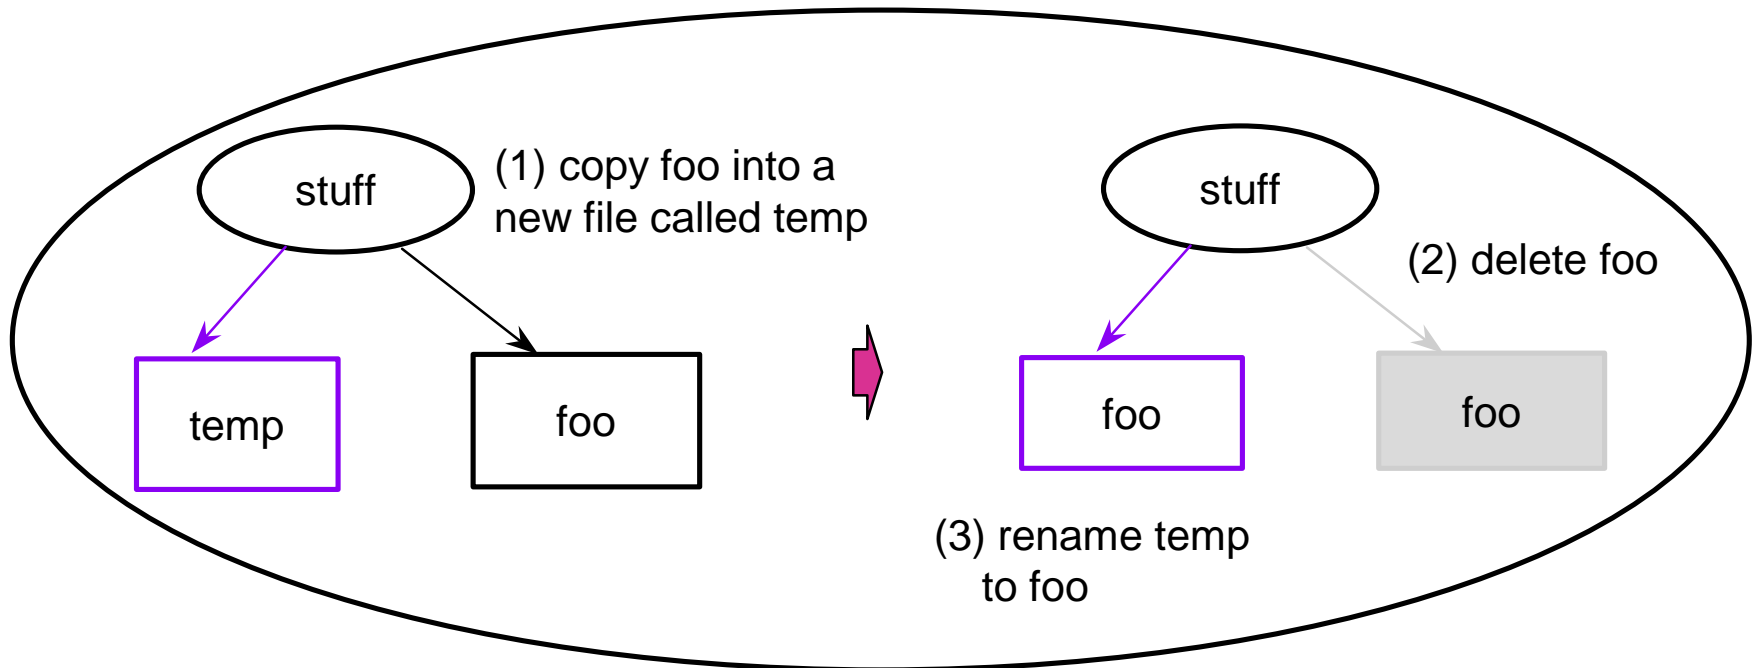 stuff
(1) copy foo into a
new file called temp
temp
foo
stuff
(2) delete foo
foo
foo
(3) rename temp
to foo